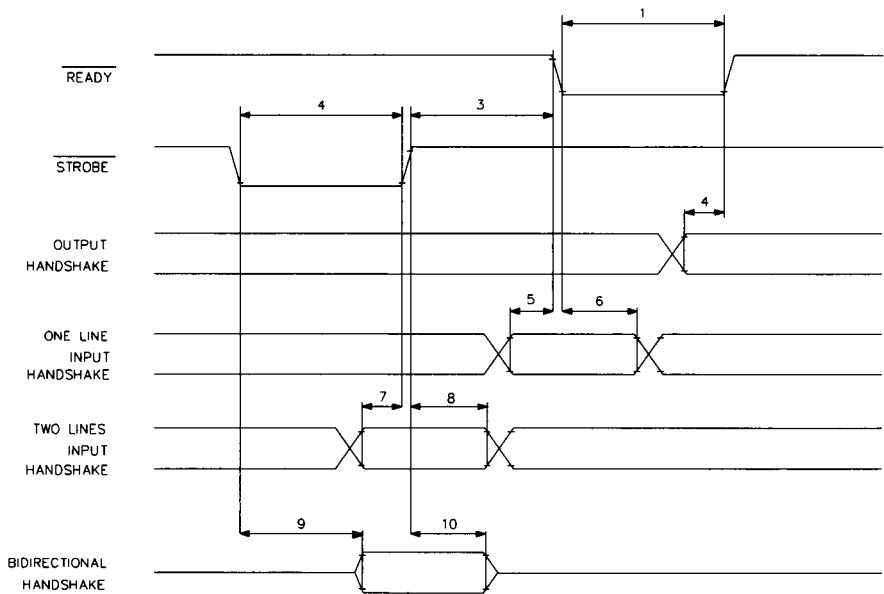 1
READY
4
3
STROBE
4
OUTPUT
HANDSHAKE
5
6
ONE LINE
INPUT
HANDSHAKE
7
8
TWO LINES
INPUT
HANDSHAKE
9
10
BIDIRECTIONAL
HANDSHAKE